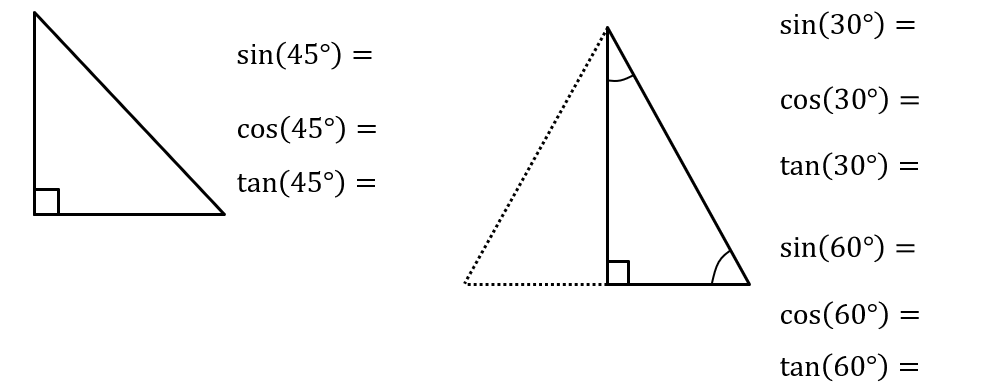 sin(45°) =
cos(45°) =
tan(45°) =
sin(30°) =
cos(30°) =
tan(30°) =
sin(60°) =
cos(60°) =
tan(60°) =